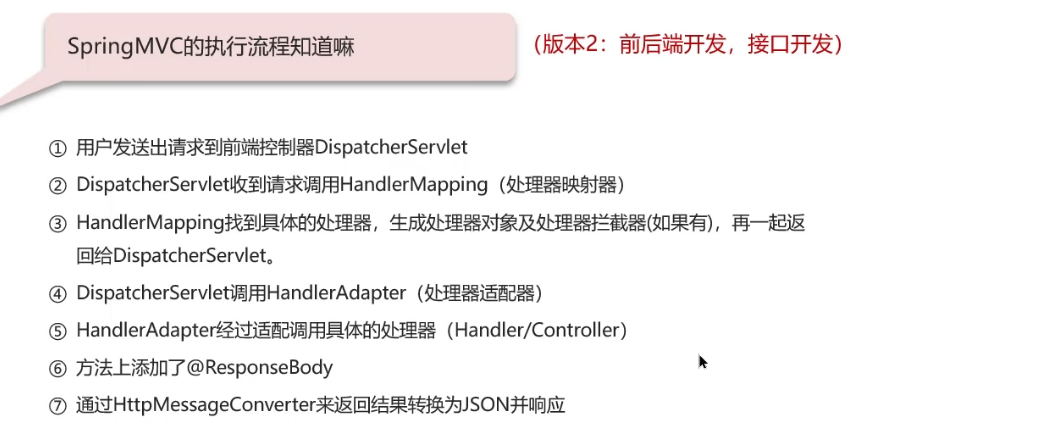 SpringMVC的执行流程知道嘛
（版本2：前后端开发，接口开发）
① 用户发送出请求到前端控制器DispatcherServlet
② DispatcherServlet收到请求调用HandlerMapping（处理器映射器）
③ HandlerMapping找到具体的处理器，生成处理器对象及处理器拦截器(如果有)，再一起返
回给DispatcherServlet。
④ DispatcherServlet调用HandlerAdapter（处理器适配器）
⑤ HandlerAdapter经过适配调用具体的处理器（Handler/Controller）
⑥ 方法上添加了@ResponseBody
⑦ 通过HttpMessageConverter来返回结果转换为JSON并响应